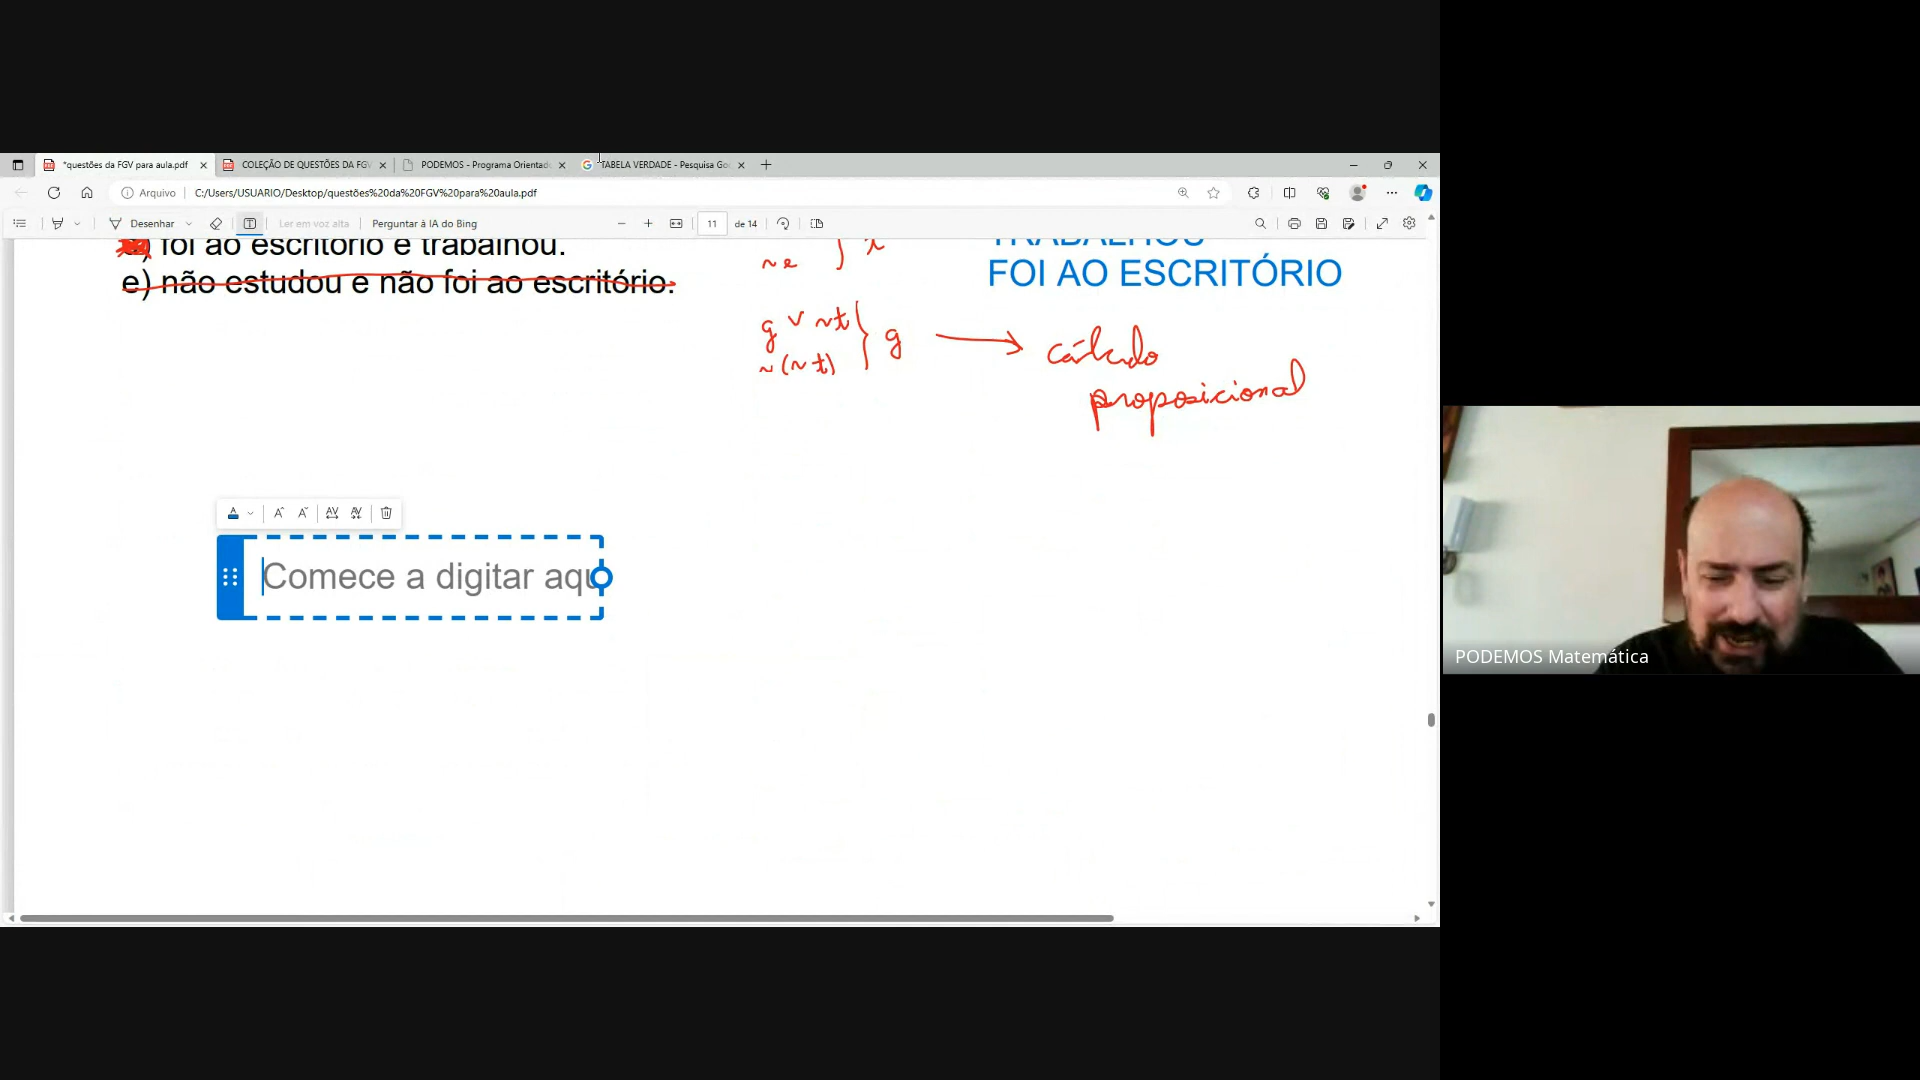 *questões da FGV para aula.pdf
COLEÇÃO DE QUESTÕES DA FGV
PODEMOS - Programa Orientad
TABELA VERDADE - Pesquisa Go
Arquivo
C:/Users/USUARIO/Desktop/questões%20da%20FGV%20para%20aula.pdf
Desenhar
Ler em voz alta
Perguntar à IA do Bing
11
de 14
foi ao escritório e trabalhou.
e) não estudou e não foi ao escritório.
~e } t
TRABALHOU
FOI AO ESCRITÓRIO
g v ~t
~(~t) } g → cálculo
proposicional
Comece a digitar aqu
PODEMOS Matemática